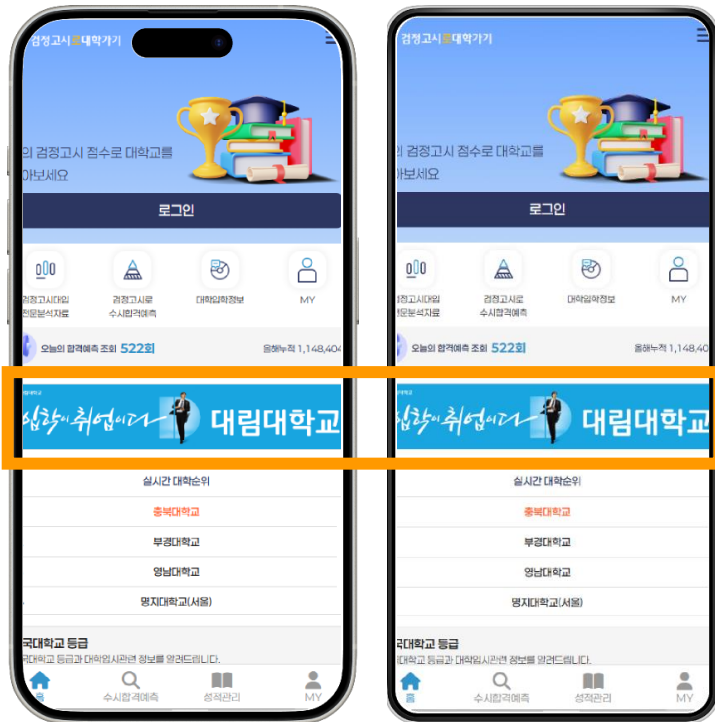 검정고시로대학가기
의 검정고시 점수로 대학교를
아보세요
로그인
검정고시대입
전문분석자료
검정고시로
수시합격예측
대학입학정보
MY
오늘의 합격예측 조회 522회
올해누적 1,148,404
대림대학교
입학이 취업이다
대림대학교
실시간 대학순위
충북대학교
부경대학교
영남대학교
명지대학교(서울)
국대학교 등급
국대학교 등급과 대학입시관련 정보를 알려드립니다.
홈
수시합격예측
성적관리
MY
검정고시로대학가기
의 검정고시 점수로 대학교를
아보세요
로그인
검정고시대입
전문분석자료
검정고시로
수시합격예측
대학입학정보
MY
오늘의 합격예측 조회 522회
올해누적 1,148,40
대림대학교
입학이 취업이다
대림대학교
실시간 대학순위
충북대학교
부경대학교
영남대학교
명지대학교(서울)
국대학교 등급
대학교 등급과 대학입시관련 정보를 알려드립니다.
홈
수시합격예측
성적관리
MY